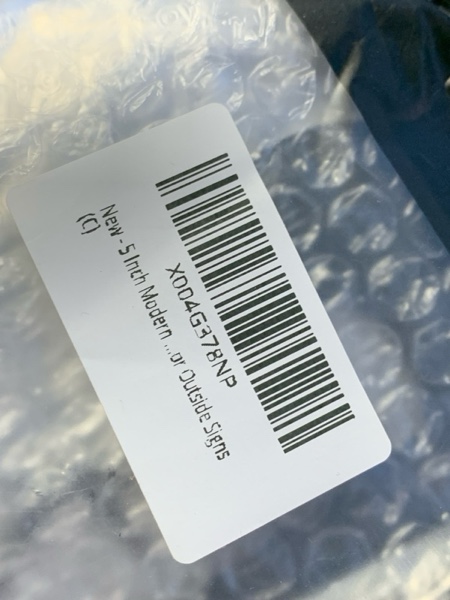 X004G378NP
New - 5 Inch Modern ...or Outside Signs
(C)